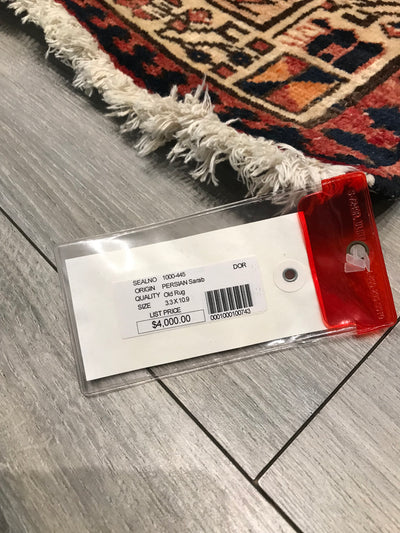 DOR
SEALNO 1000-445
ORIGIN PERSIAN Sarab
QUALITY Old Rug
SIZE 3.3 X 10.9
LIST PRICE
$4,000.00
0001000100743